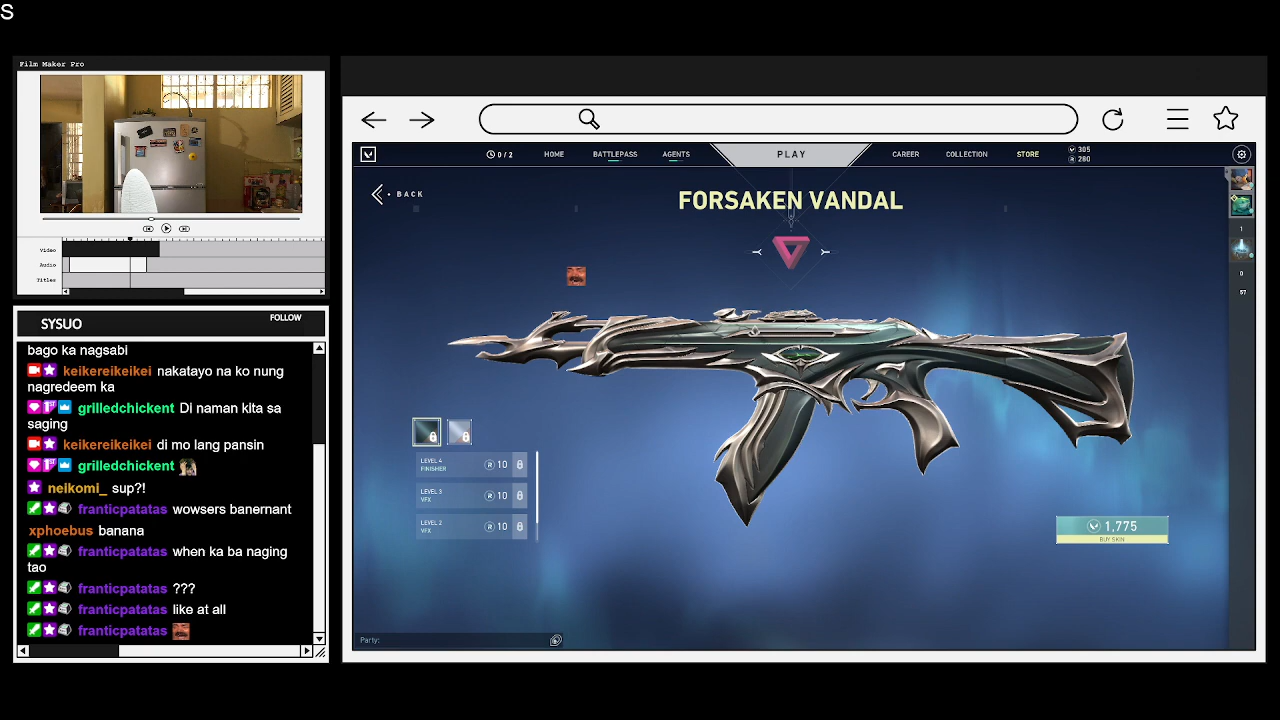 S
Film Maker Pro
Video
Audio
Titles
SYSUO
FOLLOW
bago ka nagsabi
keikereikeikei nakatayo na ko nung
nagredeem ka
grilledchickent Di naman kita sa
saging
keikereikeikei di mo lang pansin
grilledchickent
neikomi_ sup?!
franticpatatas wowsers banernant
xphoebus banana
franticpatatas when ka ba naging
tao
franticpatatas ???
franticpatatas like at all
franticpatatas
0 / 2
HOME
BATTLEPASS
AGENTS
PLAY
CAREER
COLLECTION
STORE
305
280
BACK
FORSAKEN VANDAL
1
0
57
LEVEL 4
FINISHER
R 10
LEVEL 3
VFX
R 10
LEVEL 2
VFX
R 10
1,775
BUY SKIN
Party: